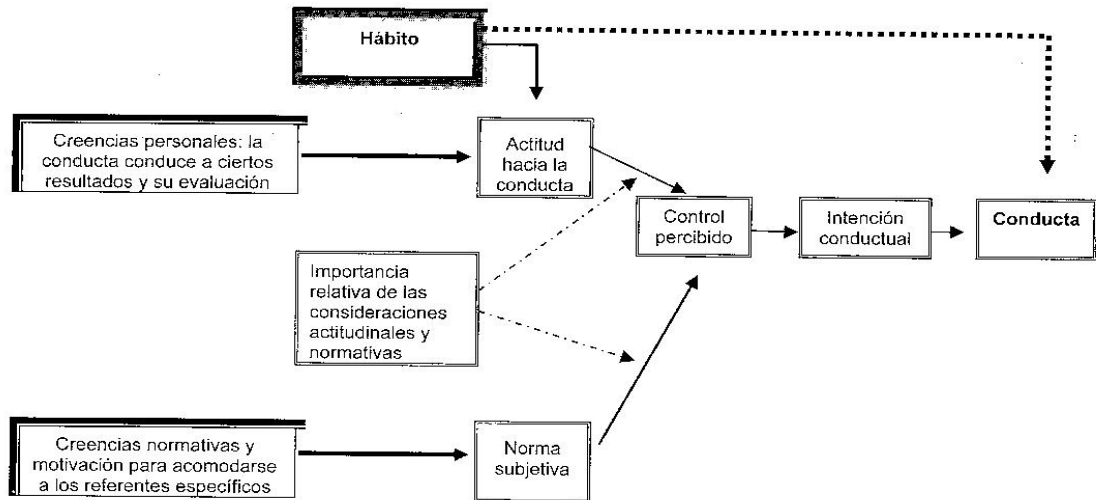 Hábito
Creencias personales: la
conducta conduce a ciertos
resultados y su evaluación
Actitud
hacia la
conducta
Control
percibido
Intención
conductual
Conducta
Importancia
relativa de las
consideraciones
actitudinales y
normativas
Creencias normativas y
motivación para acomodarse
a los referentes específicos
Norma
subjetiva